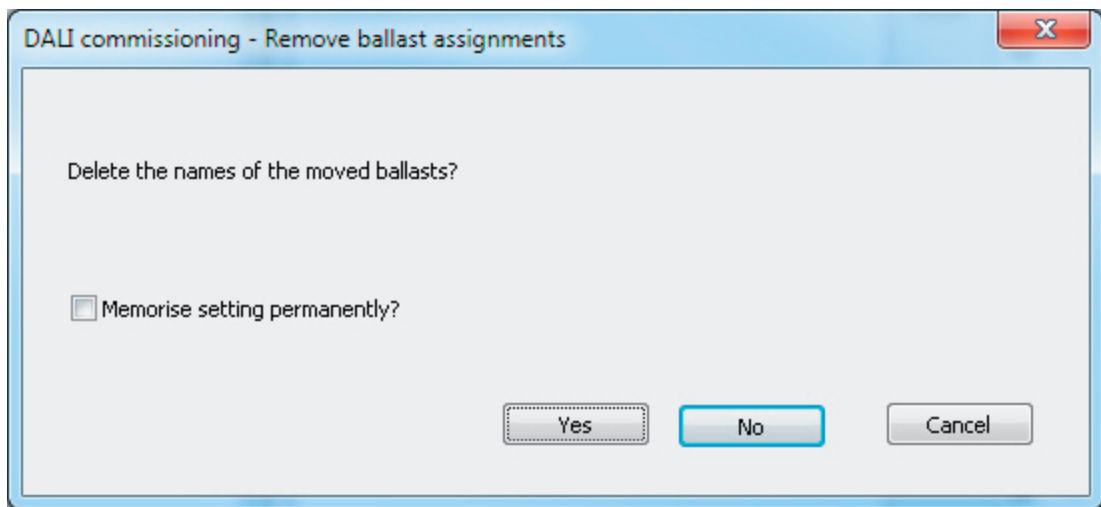 DALI commissioning - Remove ballast assignments
Delete the names of the moved ballasts?
Memorise setting permanently?
Yes No Cancel